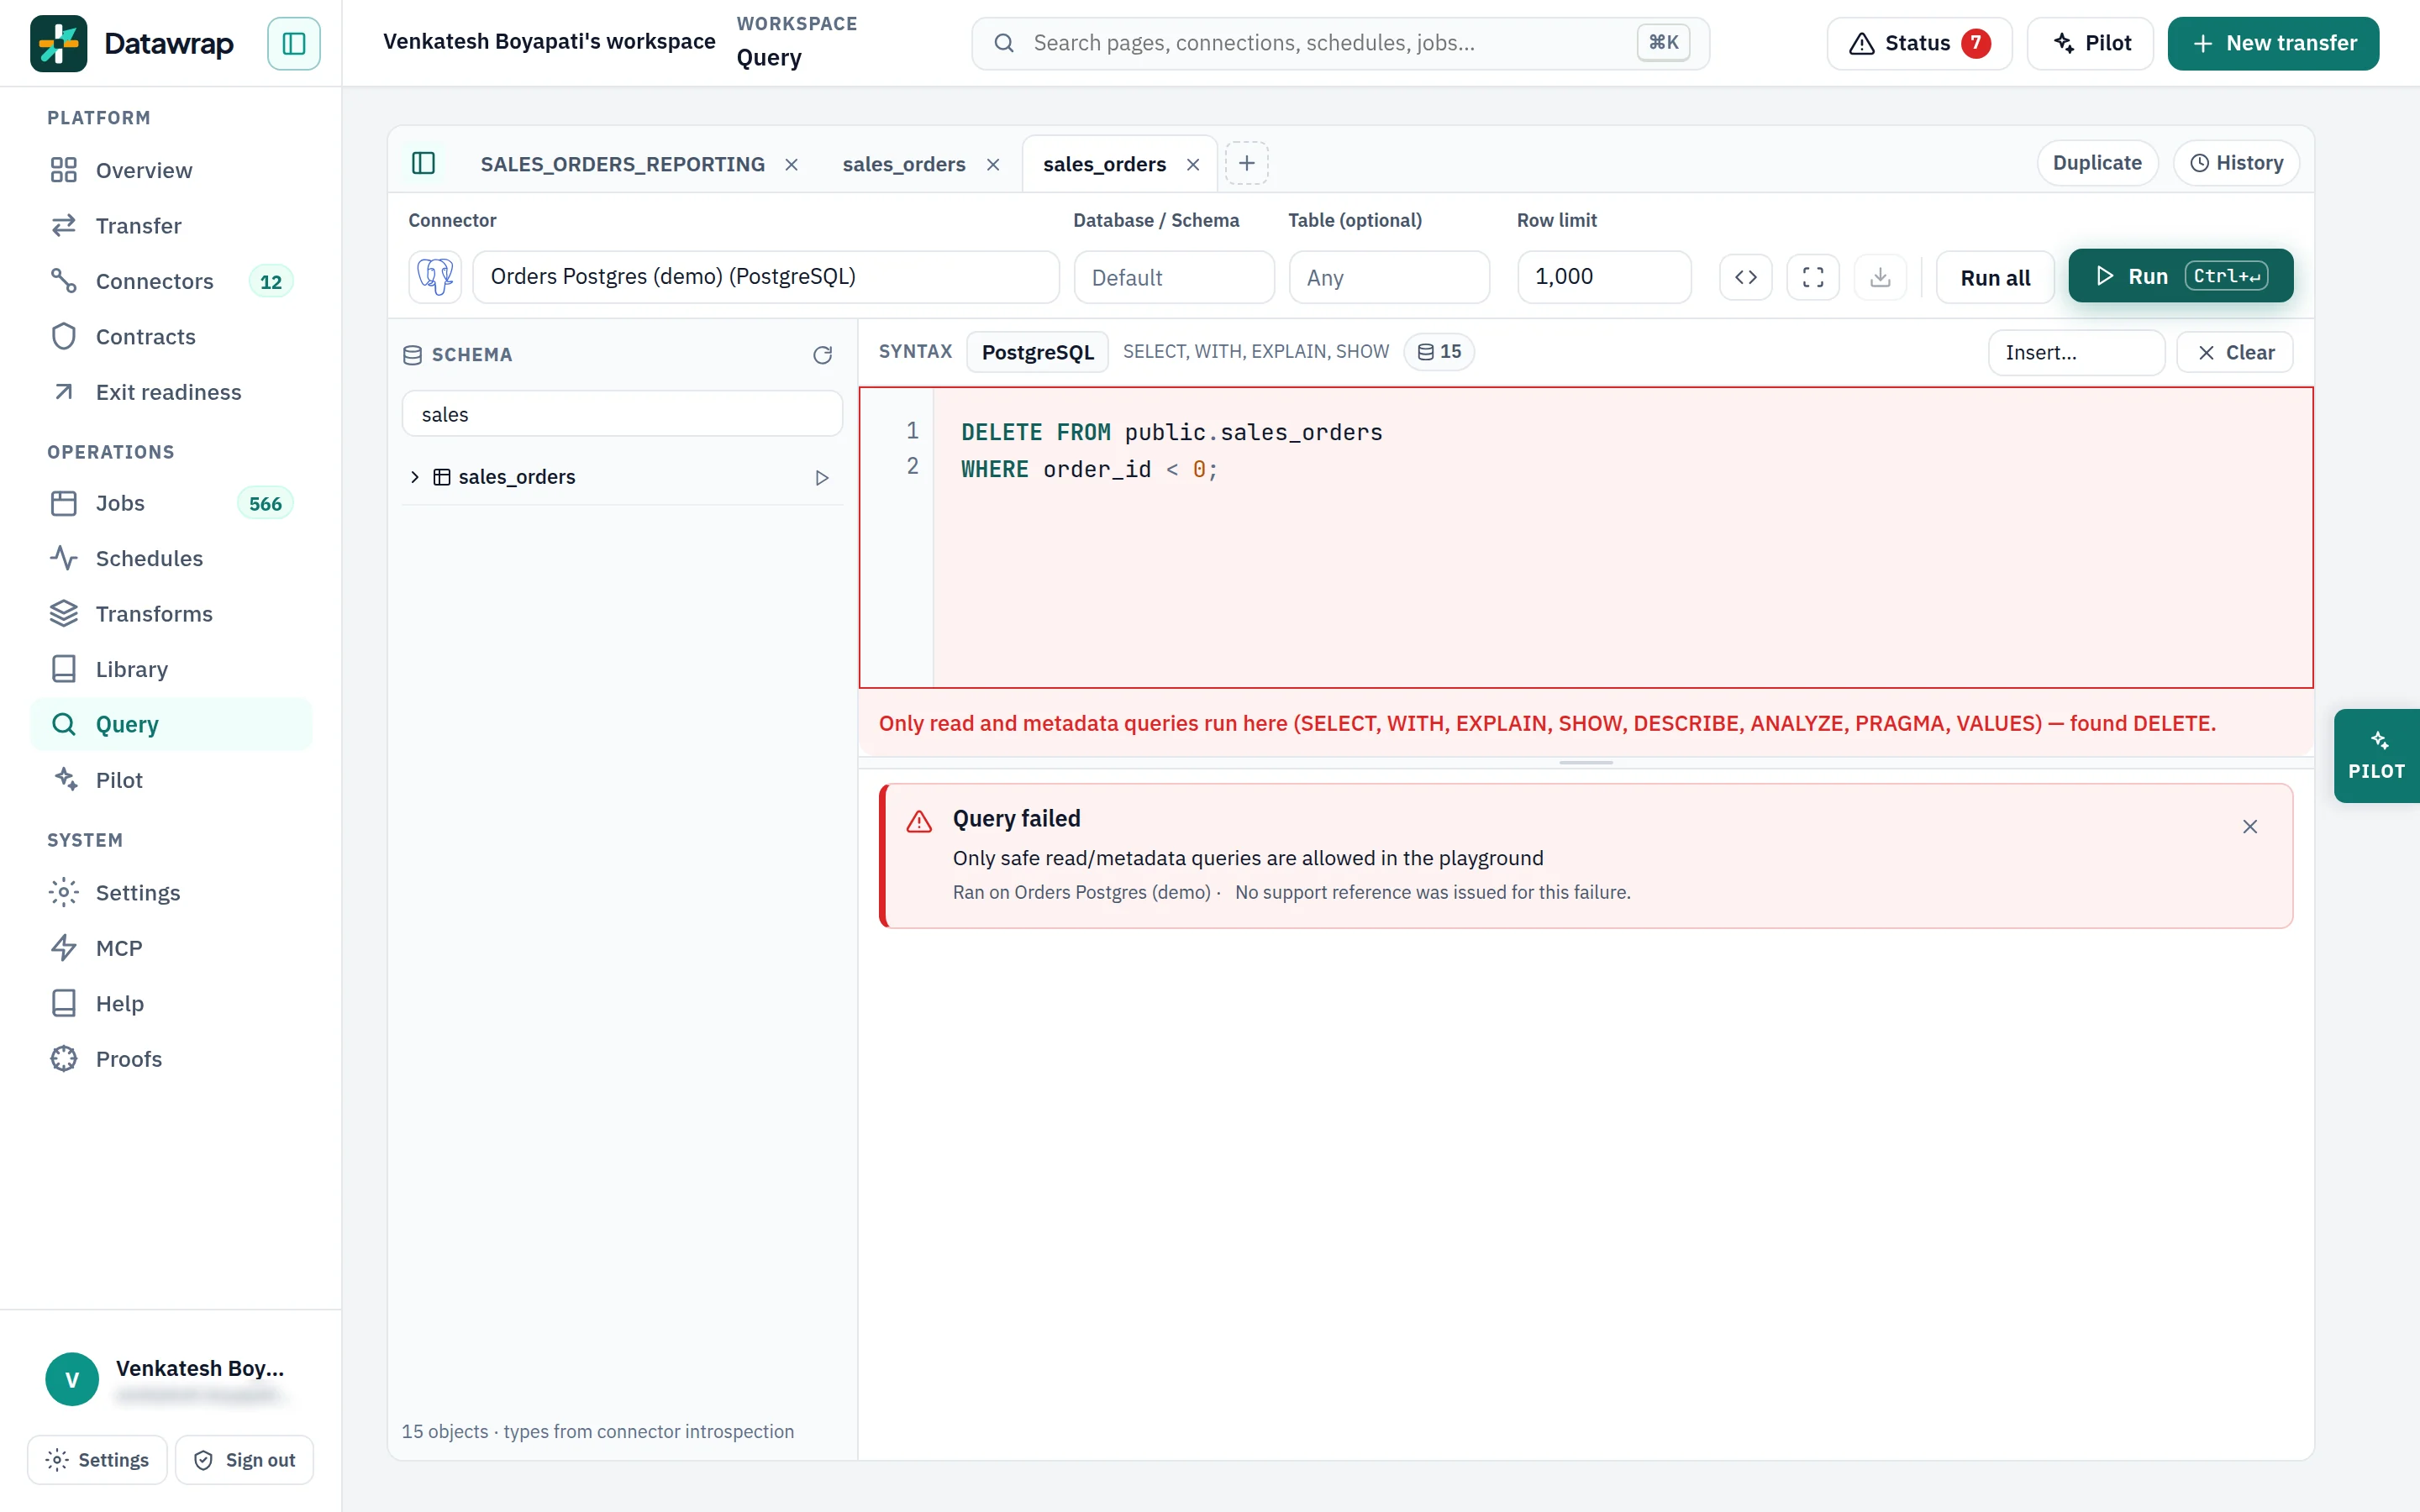 Datawrap
Venkatesh Boyapati's workspace
WORKSPACE
Query
Search pages, connections, schedules, jobs...
⌘K
Status 7
Pilot
+ New transfer
PLATFORM
Overview
Transfer
Connectors 12
Contracts
Exit readiness
OPERATIONS
Jobs 566
Schedules
Transforms
Library
Query
Pilot
SYSTEM
Settings
MCP
Help
Proofs
Venkatesh Boy...
V
Settings
Sign out
SALES_ORDERS_REPORTING
sales_orders
sales_orders
Duplicate
History
Connector
Database / Schema
Table (optional)
Row limit
Orders Postgres (demo) (PostgreSQL)
Default
Any
1,000
Run all
Run Ctrl+↵
SCHEMA
sales
sales_orders
15 objects · types from connector introspection
SYNTAX
PostgreSQL
SELECT, WITH, EXPLAIN, SHOW
15
Insert...
Clear
1 DELETE FROM public.sales_orders
2 WHERE order_id < 0;
Only read and metadata queries run here (SELECT, WITH, EXPLAIN, SHOW, DESCRIBE, ANALYZE, PRAGMA, VALUES) — found DELETE.
Query failed
Only safe read/metadata queries are allowed in the playground
Ran on Orders Postgres (demo) · No support reference was issued for this failure.
PILOT